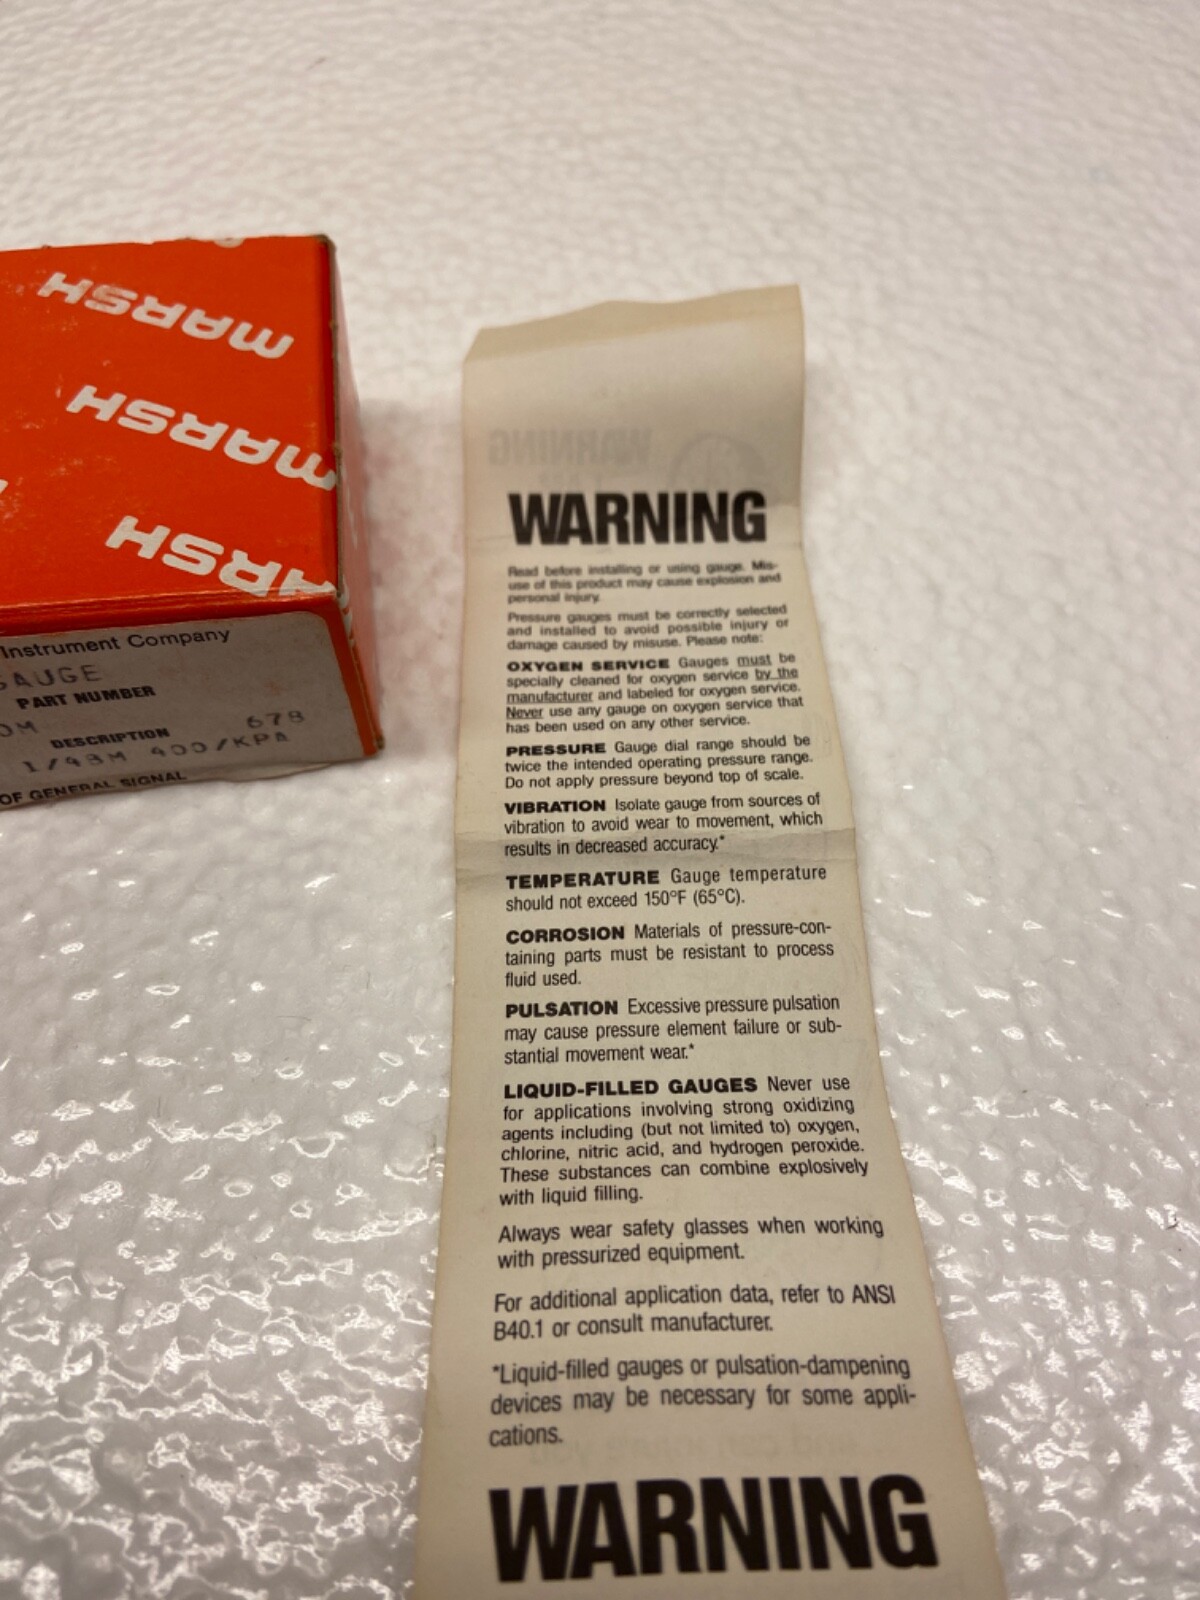 MARSH
MARSH
MARSH
Instrument Company
GAUGE
PART NUMBER
DESCRIPTION
678
1/48M 400/KPA
OF GENERAL SIGNAL
WARNING
WARNING
Read before installing or using gauge. Mis-
use of this product may cause explosion and
personal injury.
Pressure gauges must be correctly selected
and installed to avoid possible injury or
damage caused by misuse. Please note:
OXYGEN SERVICE Gauges must be
specially cleaned for oxygen service by the
manufacturer and labeled for oxygen service.
Never use any gauge on oxygen service that
has been used on any other service.
PRESSURE Gauge dial range should be
twice the intended operating pressure range.
Do not apply pressure beyond top of scale.
VIBRATION Isolate gauge from sources of
vibration to avoid wear to movement, which
results in decreased accuracy.*
TEMPERATURE Gauge temperature
should not exceed 150°F (65°C).
CORROSION Materials of pressure-con-
taining parts must be resistant to process
fluid used.
PULSATION Excessive pressure pulsation
may cause pressure element failure or sub-
stantial movement wear.*
LIQUID-FILLED GAUGES Never use
for applications involving strong oxidizing
agents including (but not limited to) oxygen,
chlorine, nitric acid, and hydrogen peroxide.
These substances can combine explosively
with liquid filling.
Always wear safety glasses when working
with pressurized equipment.
For additional application data, refer to ANSI
B40.1 or consult manufacturer.
*Liquid-filled gauges or pulsation-dampening
devices may be necessary for some appli-
cations.
WARNING